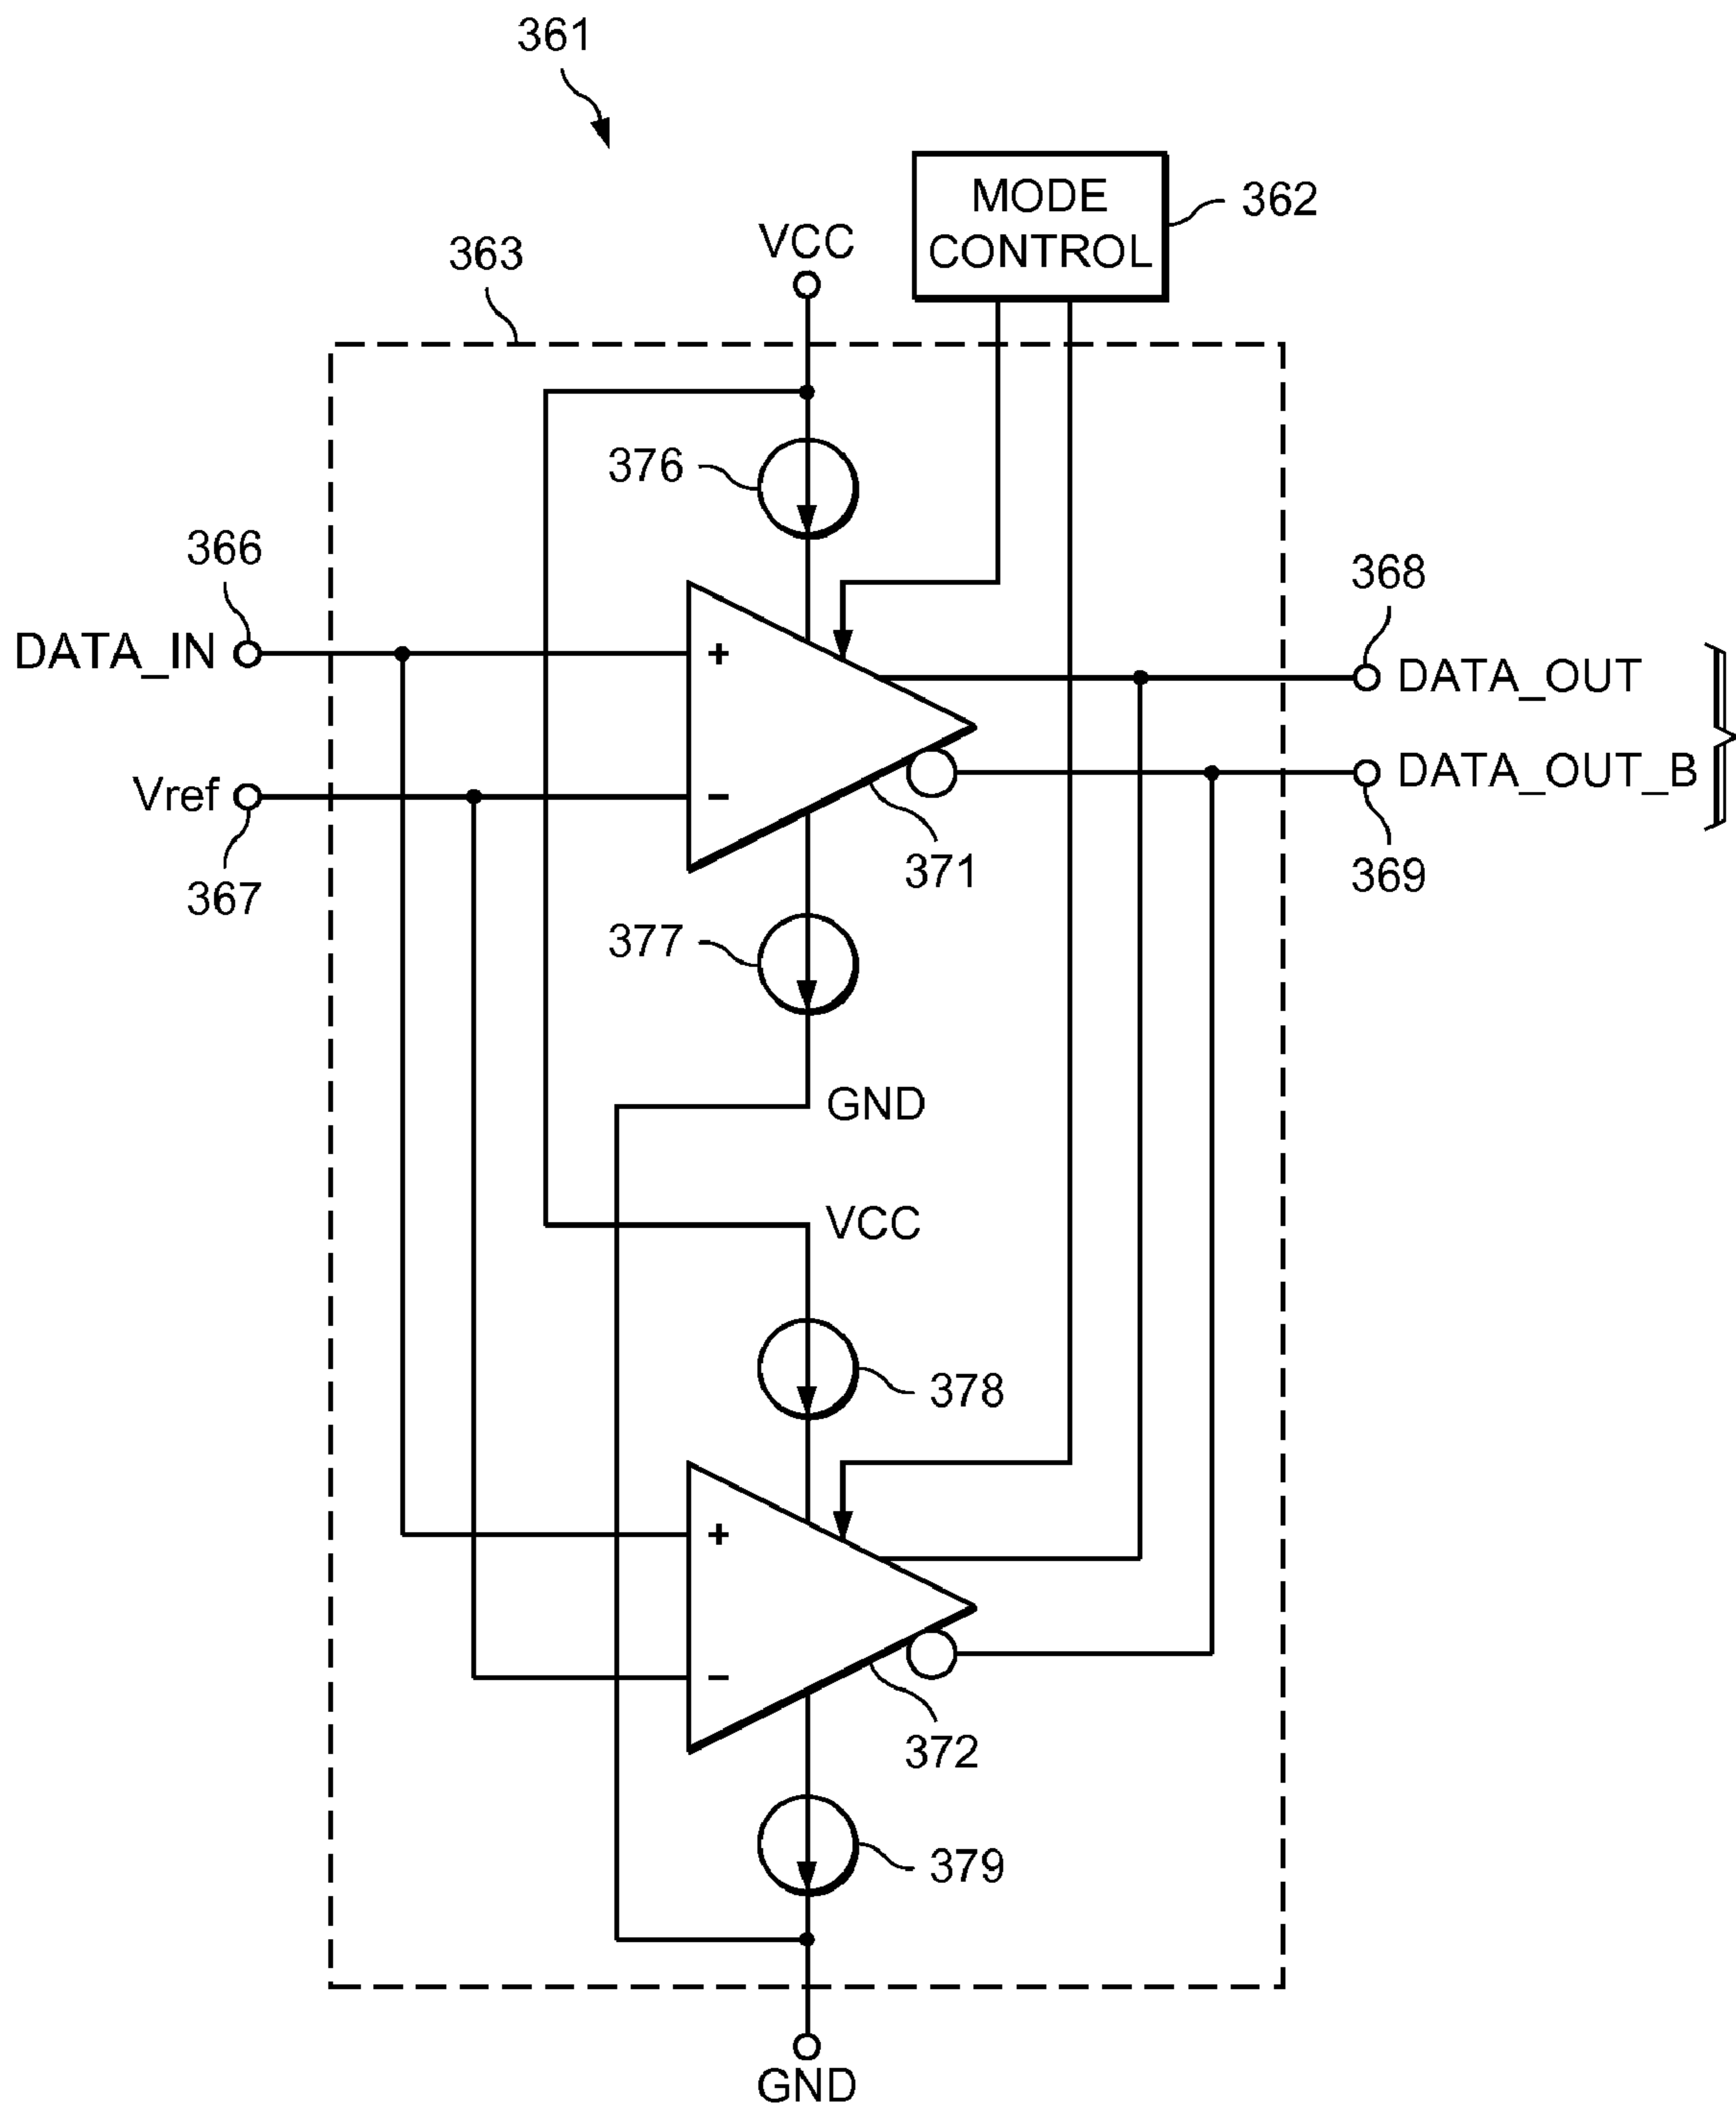 361
MODE
CONTROL
362
VCC
363
376
366
DATA_IN
+
368
DATA_OUT
Vref
-
DATA_OUT_B
367
371
369
377
GND
VCC
378
+
-
372
379
GND